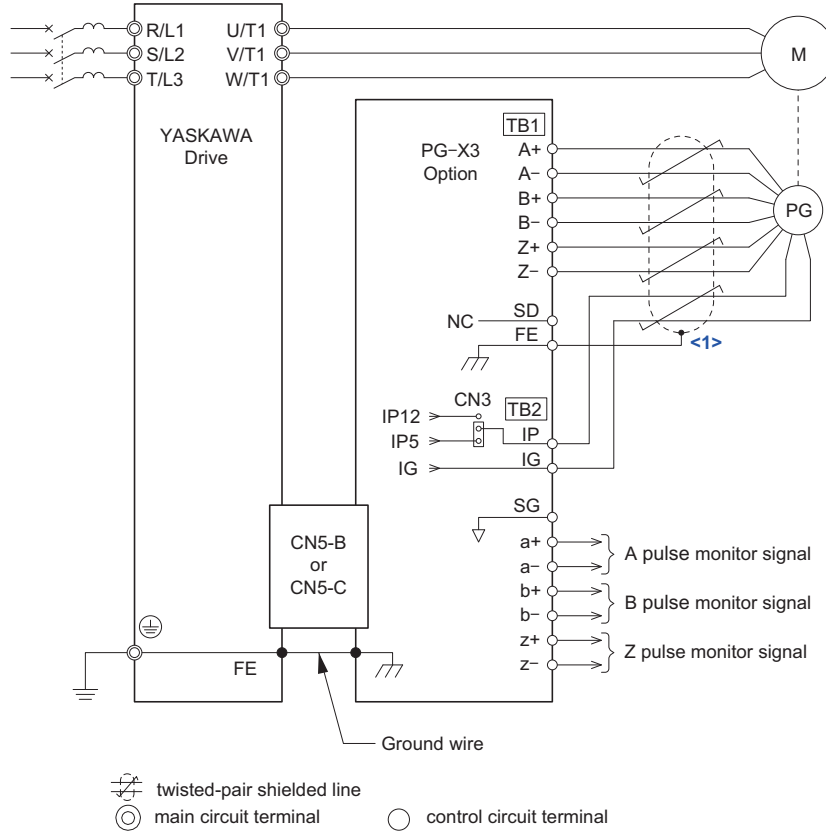 R/L1
S/L2
T/L3
U/T1
V/T1
W/T1
M
YASKAWA
Drive
PG-X3
Option
TB1
A+
A-
B+
B-
Z+
Z-
PG
NC
SD
FE
<1>
CN3
TB2
IP12
IP5
IG
IP
IG
SG
a+
a-
b+
b-
z+
z-
A pulse monitor signal
B pulse monitor signal
Z pulse monitor signal
CN5-B
or
CN5-C
FE
Ground wire
twisted-pair shielded line
main circuit terminal
control circuit terminal